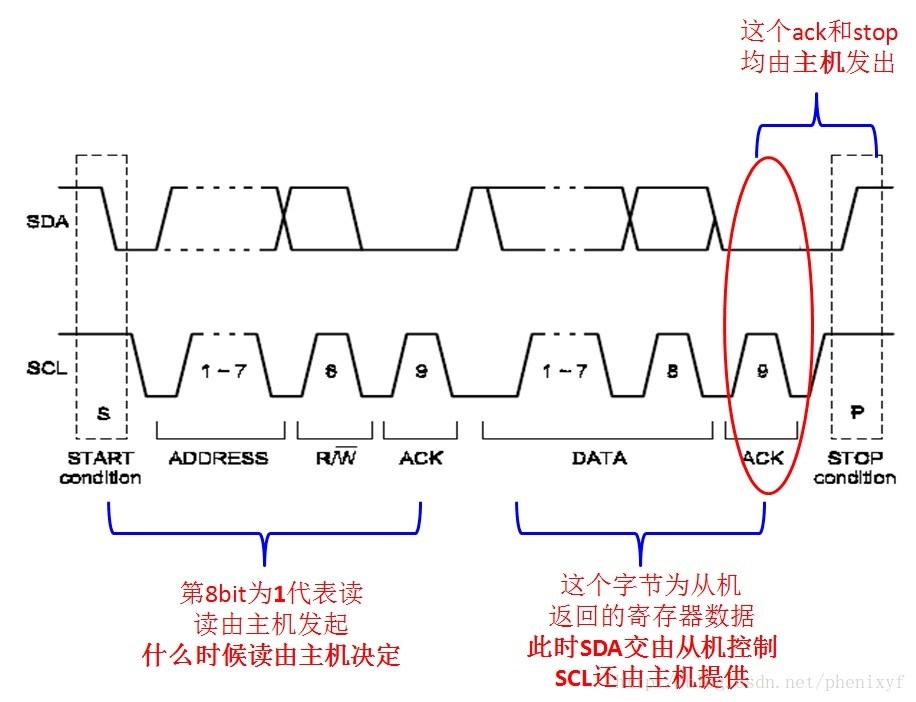 这个ack和stop
均由主机发出
SDA
SCL
1-7
8
9
1-7
8
9
S
P
START
condition
ADDRESS
R/W̅
ACK
DATA
ACK
STOP
condition
第8bit为1代表读
读由主机发起
什么时候读由主机决定
这个字节为从机
返回的寄存器数据
此时SDA交由从机控制
SCL还由主机提供
csdn.net/phenixyf